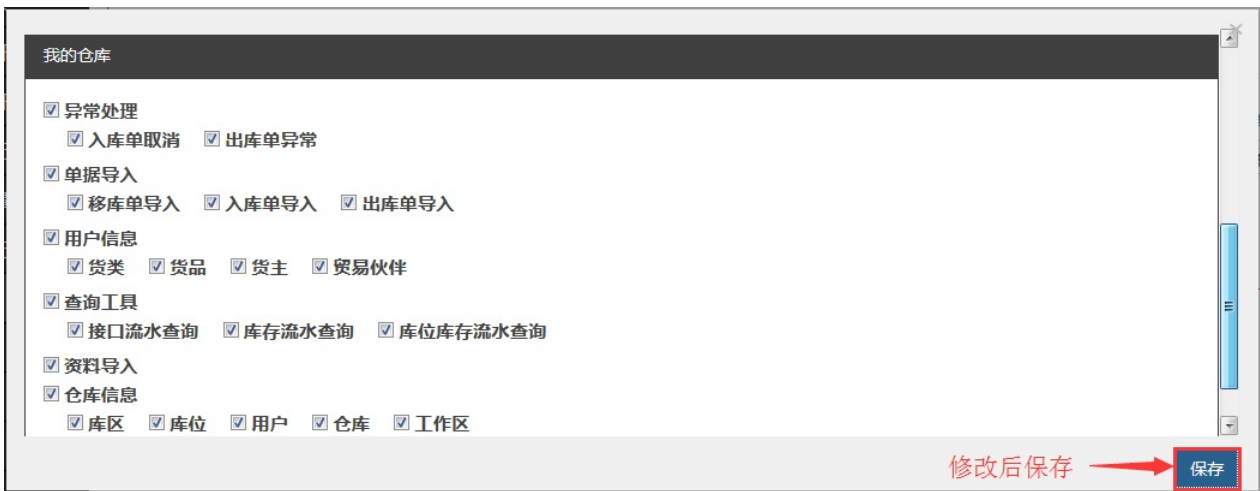 我的仓库
异常处理
入库单取消 出库单异常
单据导入
移库单导入 入库单导入 出库单导入
用户信息
货类 货品 货主 贸易伙伴
查询工具
接口流水查询 库存流水查询 库位库存流水查询
资料导入
仓库信息
库区 库位 用户 仓库 工作区
修改后保存 保存